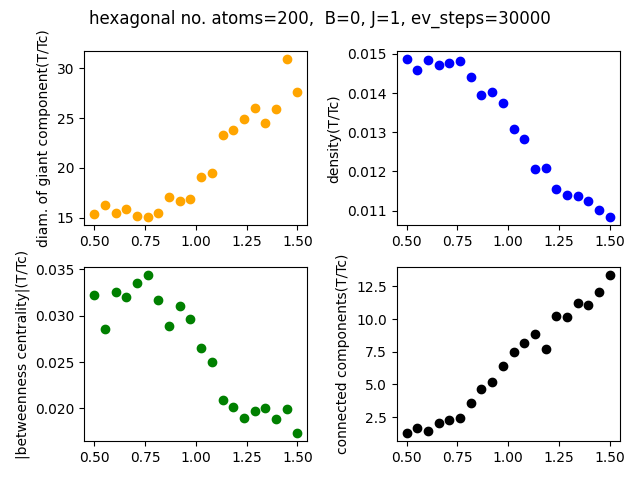 hexagonal no. atoms=200,  B=0, J=1, ev_steps=30000
diam. of giant component(T/Tc)
30
25
20
15
0.50 0.75 1.00 1.25 1.50
density(T/Tc)
0.015
0.014
0.013
0.012
0.011
0.50 0.75 1.00 1.25 1.50
|betweenness centrality|(T/Tc)
0.035
0.030
0.025
0.020
0.50 0.75 1.00 1.25 1.50
connected components(T/Tc)
12.5
10.0
7.5
5.0
2.5
0.50 0.75 1.00 1.25 1.50